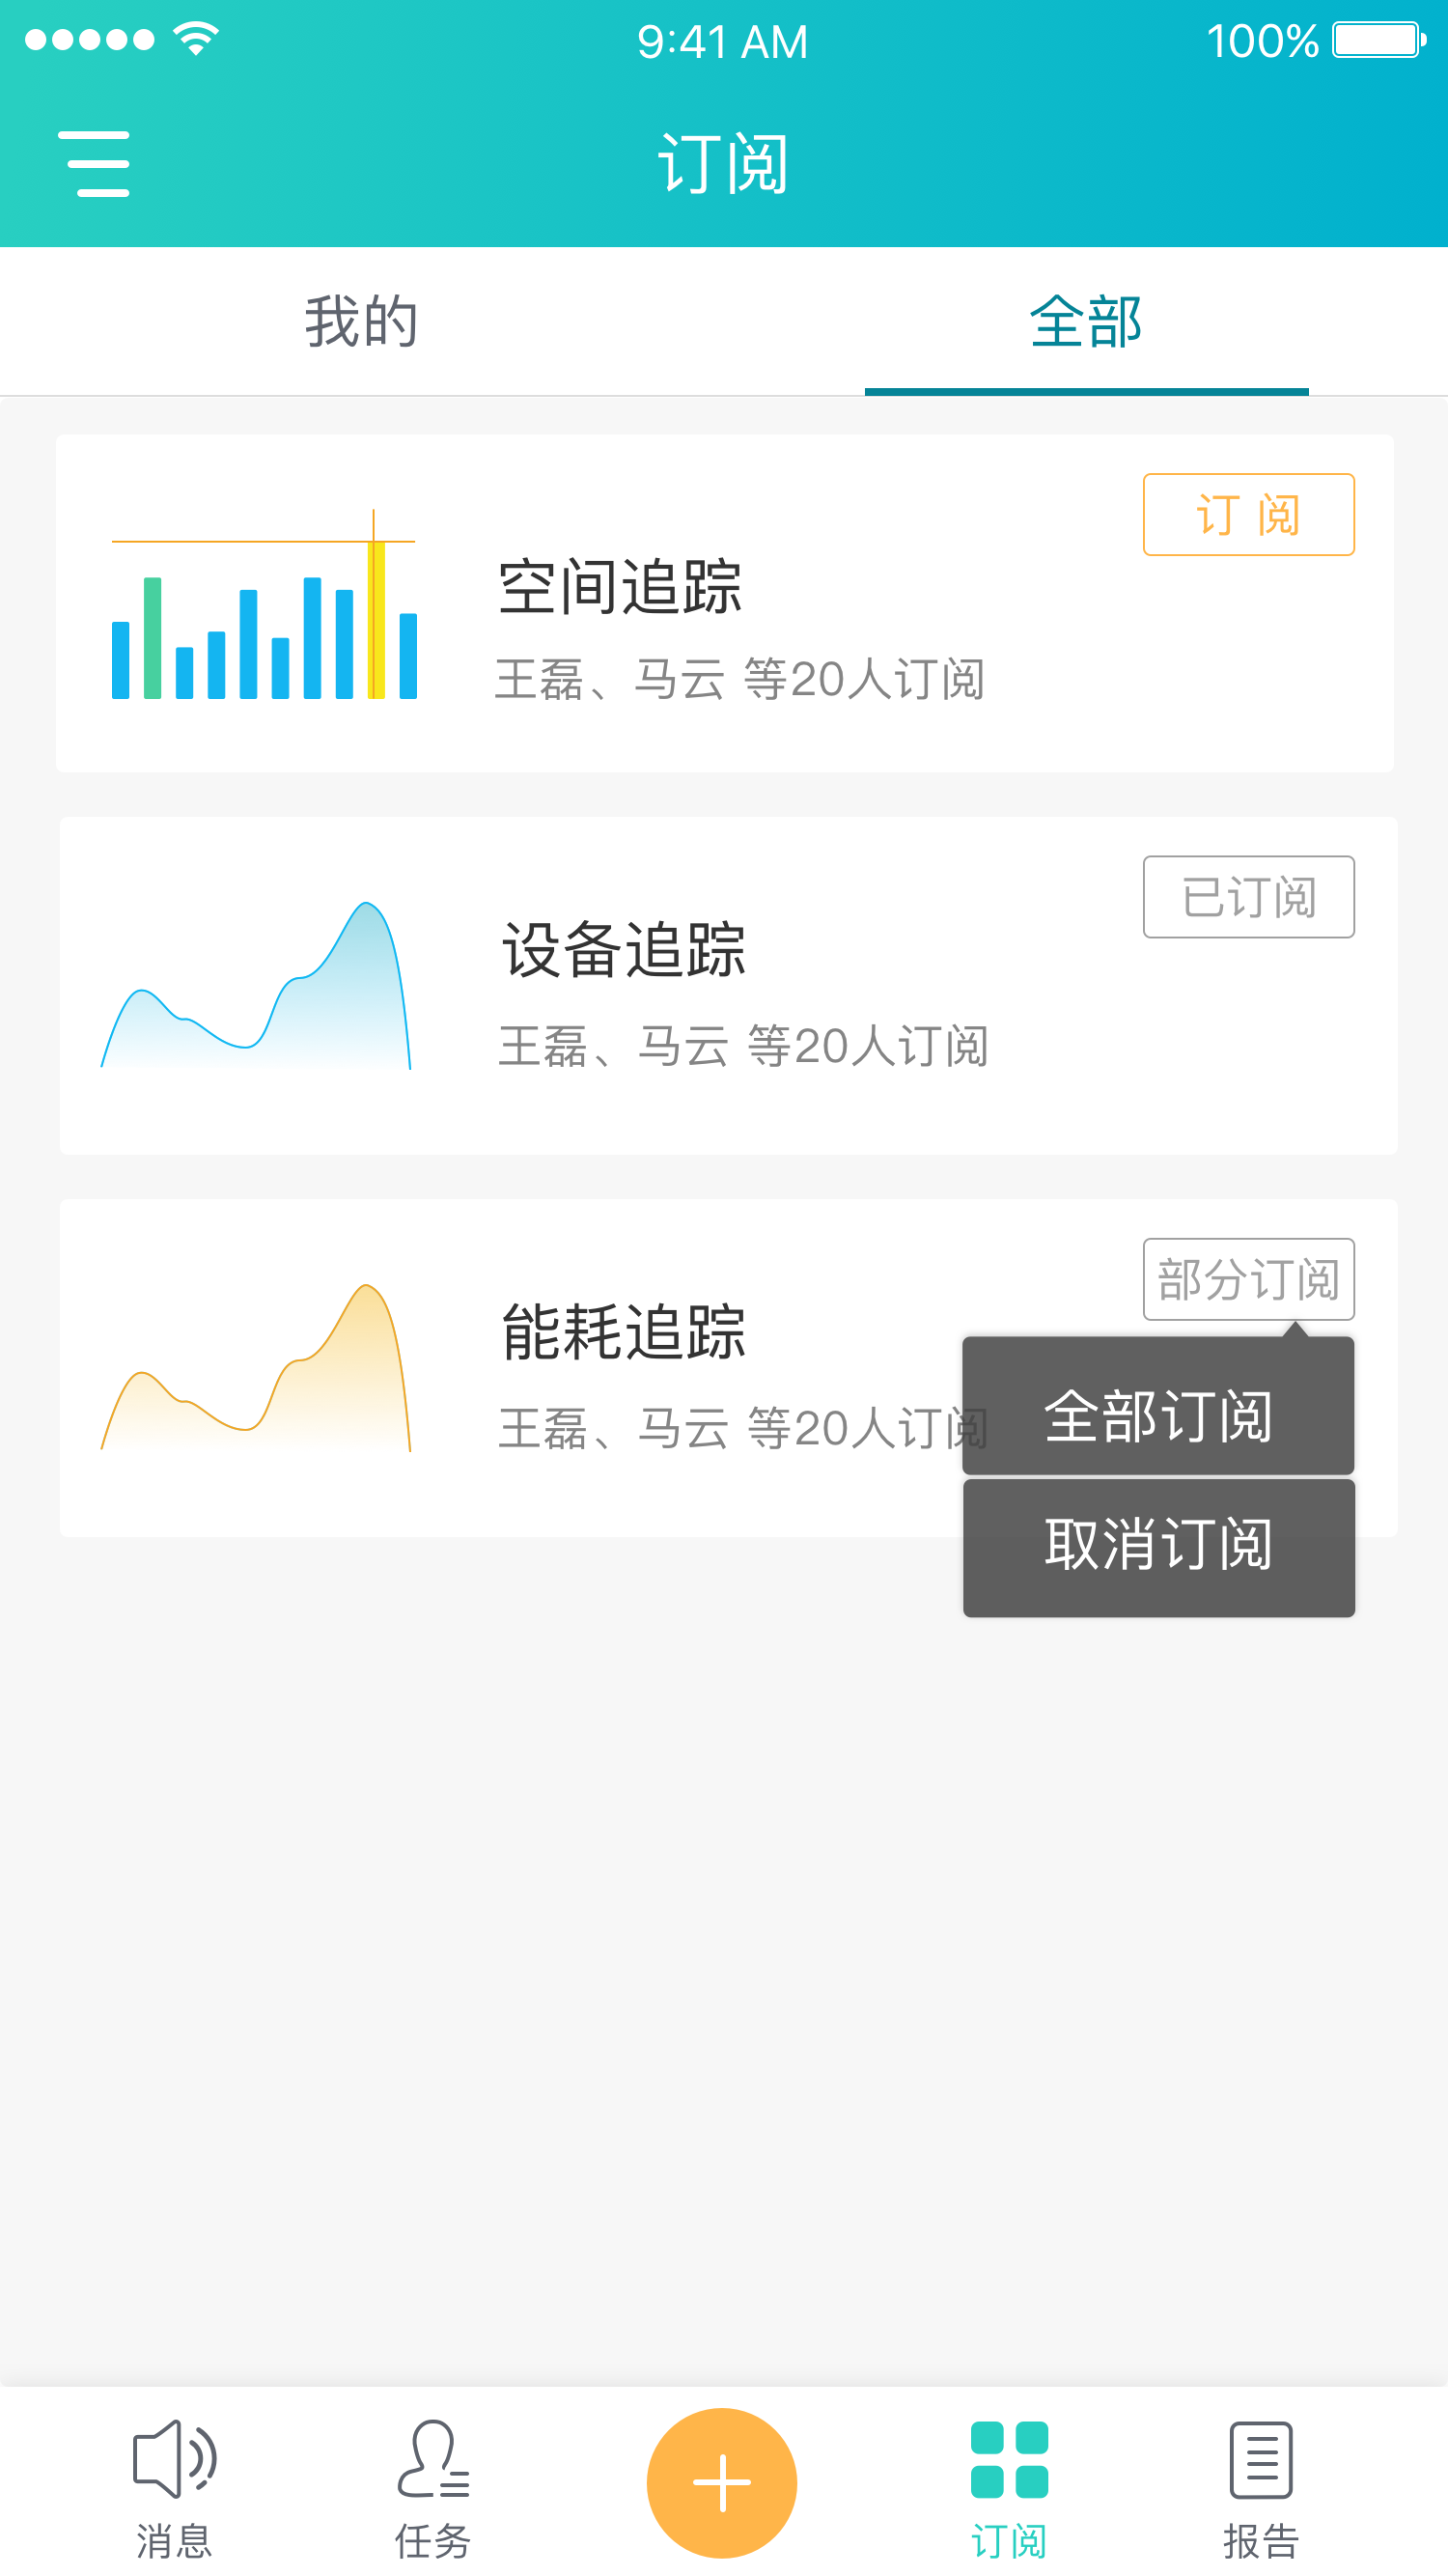 9:41 AM 100%
订阅
我的 全部
订 阅
空间追踪
王磊、马云 等20人订阅
已订阅
设备追踪
王磊、马云 等20人订阅
部分订阅
能耗追踪
王磊、马云 等20人订阅
全部订阅
取消订阅
消息 任务 订阅 报告